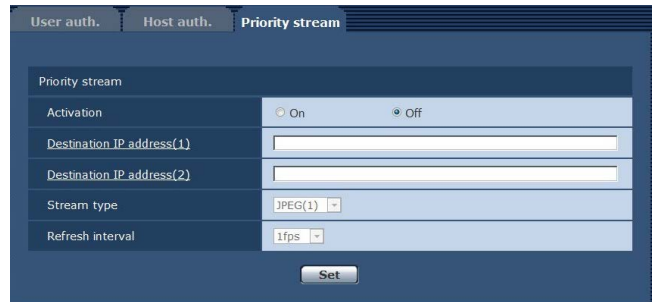 User auth. Host auth. Priority stream
Priority stream
Activation On Off
Destination IP address(1)
Destination IP address(2)
Stream type JPEG(1)
Refresh interval 1fps
Set